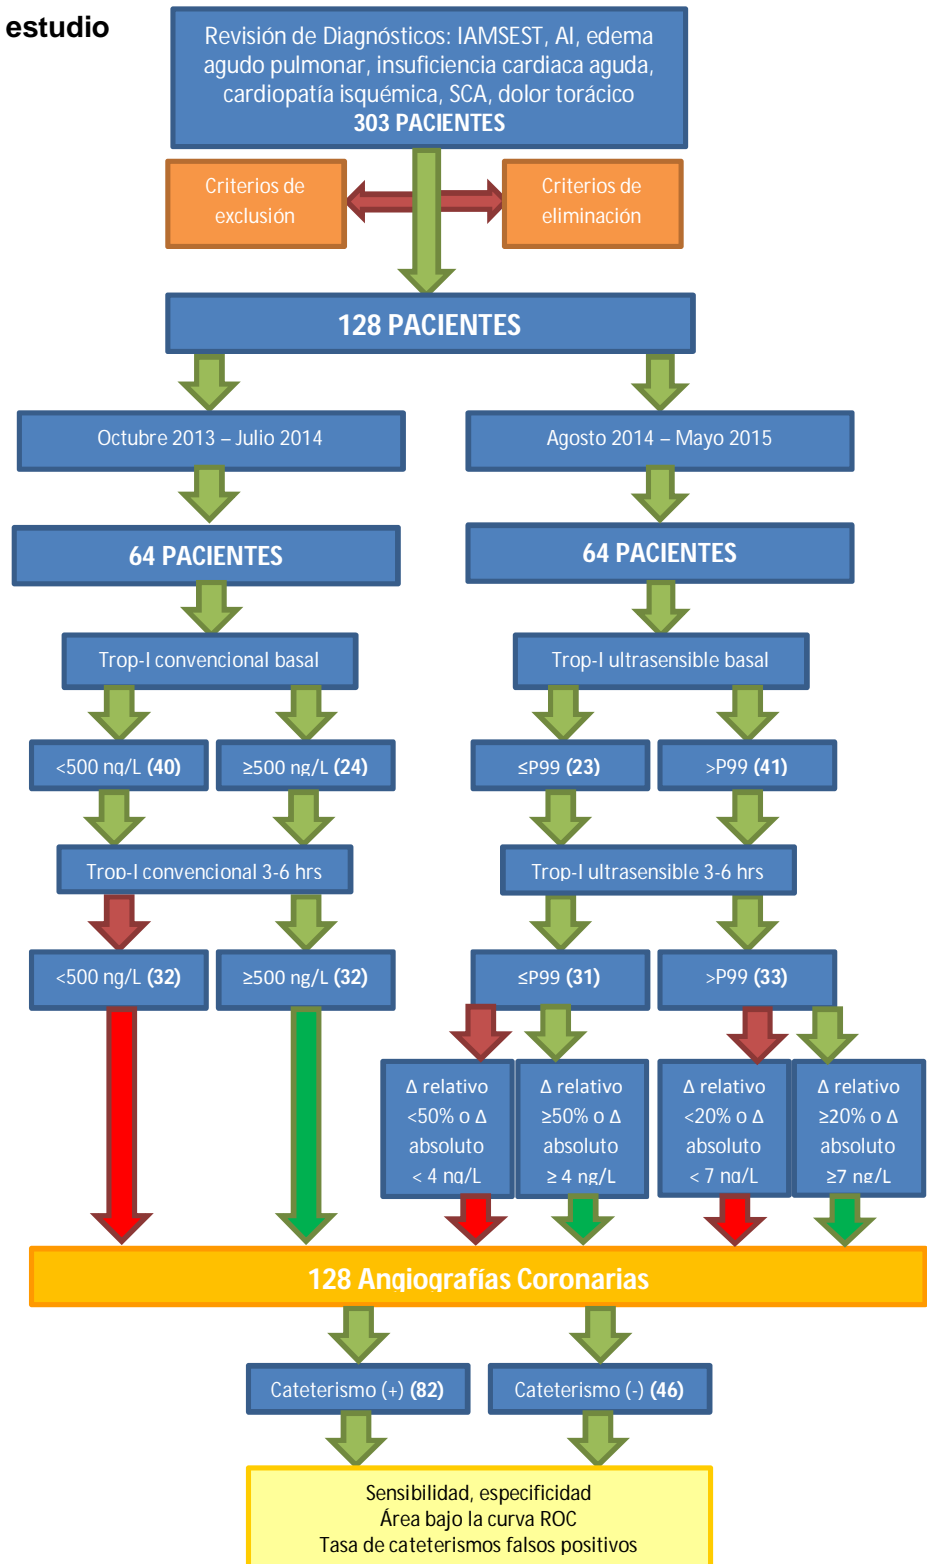 estudio
Revisión de Diagnósticos: IAMSEST, AI, edema
agudo pulmonar, insuficiencia cardiaca aguda,
cardiopatía isquémica, SCA, dolor torácico
303 PACIENTES
Criterios de
exclusión
Criterios de
eliminación
128 PACIENTES
Octubre 2013 – Julio 2014
Agosto 2014 – Mayo 2015
64 PACIENTES
64 PACIENTES
Trop-I convencional basal
Trop-I ultrasensible basal
<500 ng/L (40)
≥500 ng/L (24)
≤P99 (23)
>P99 (41)
Trop-I convencional 3-6 hrs
Trop-I ultrasensible 3-6 hrs
<500 ng/L (32)
≥500 ng/L (32)
≤P99 (31)
>P99 (33)
Δ relativo
<50% o Δ
absoluto
< 4 ng/L
Δ relativo
≥50% o Δ
absoluto
≥ 4 ng/L
Δ relativo
<20% o Δ
absoluto
< 7 ng/L
Δ relativo
≥20% o Δ
absoluto
≥7 ng/L
128 Angiografías Coronarias
Cateterismo (+) (82)
Cateterismo (-) (46)
Sensibilidad, especificidad
Área bajo la curva ROC
Tasa de cateterismos falsos positivos